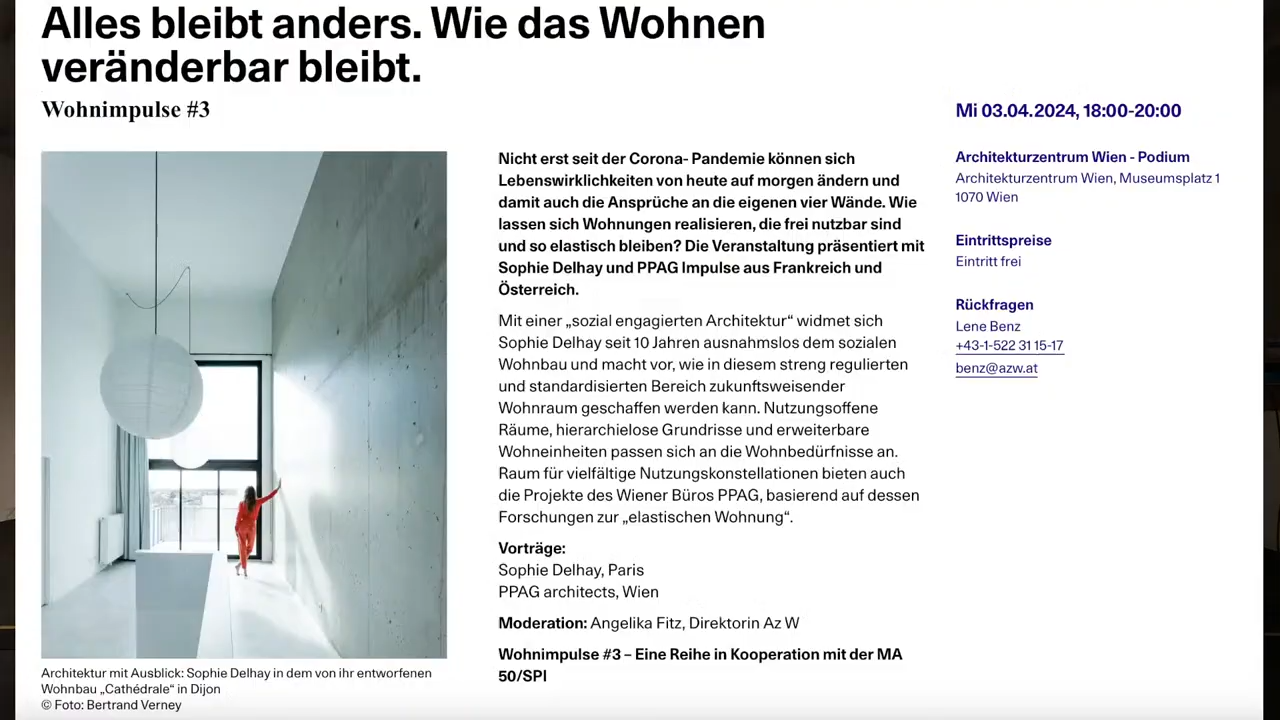 Alles bleibt anders. Wie das Wohnen
veränderbar bleibt.
Wohnimpulse #3
Mi 03.04.2024, 18:00-20:00
Nicht erst seit der Corona- Pandemie können sich
Lebenswirklichkeiten von heute auf morgen ändern und
damit auch die Ansprüche an die eigenen vier Wände. Wie
lassen sich Wohnungen realisieren, die frei nutzbar sind
und so elastisch bleiben? Die Veranstaltung präsentiert mit
Sophie Delhay und PPAG Impulse aus Frankreich und
Österreich.
Mit einer „sozial engagierten Architektur“ widmet sich
Sophie Delhay seit 10 Jahren ausnahmslos dem sozialen
Wohnbau und macht vor, wie in diesem streng regulierten
und standardisierten Bereich zukunftsweisender
Wohnraum geschaffen werden kann. Nutzungsoffene
Räume, hierarchielose Grundrisse und erweiterbare
Wohneinheiten passen sich an die Wohnbedürfnisse an.
Raum für vielfältige Nutzungskonstellationen bieten auch
die Projekte des Wiener Büros PPAG, basierend auf dessen
Forschungen zur „elastischen Wohnung“.
Vorträge:
Sophie Delhay, Paris
PPAG architects, Wien
Moderation: Angelika Fitz, Direktorin Az W
Wohnimpulse #3 – Eine Reihe in Kooperation mit der MA
50/SPI
Architekturzentrum Wien - Podium
Architekturzentrum Wien, Museumsplatz 1
1070 Wien
Eintrittspreise
Eintritt frei
Rückfragen
Lene Benz
+43-1-522 31 15-17
benz@azw.at
Architektur mit Ausblick: Sophie Delhay in dem von ihr entworfenen
Wohnbau „Cathédrale“ in Dijon
© Foto: Bertrand Verney